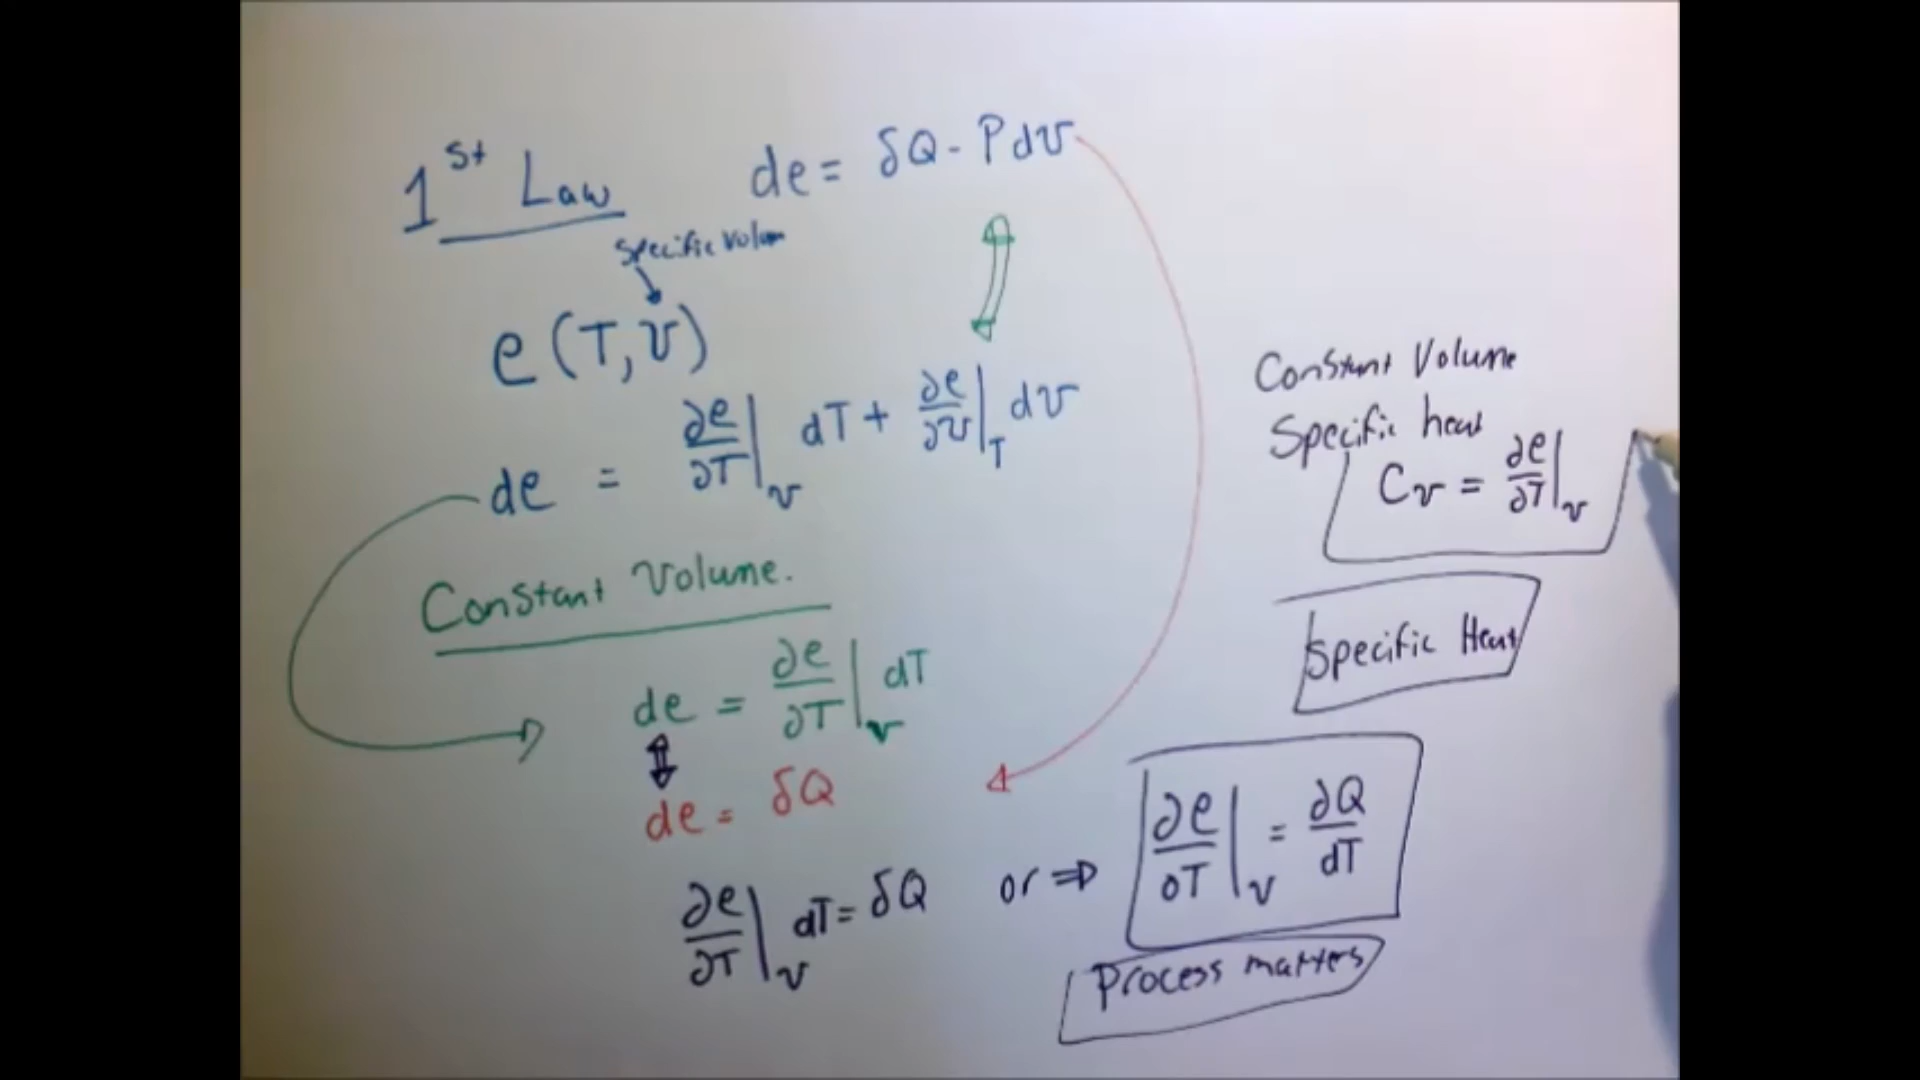 1st Law de = δQ - Pdv
Specific Volum
e (T, v)
de = ∂e/∂T|v dT + ∂e/∂v|T dv
Constant Volume.
de = ∂e/∂T|v dT
de = δQ
∂e/∂T|v dT = δQ or ⇒ ∂e/∂T|v = ∂Q/dT
Process matters
Constant Volume
Specific heat
Cv = ∂e/∂T|v
Specific Heat